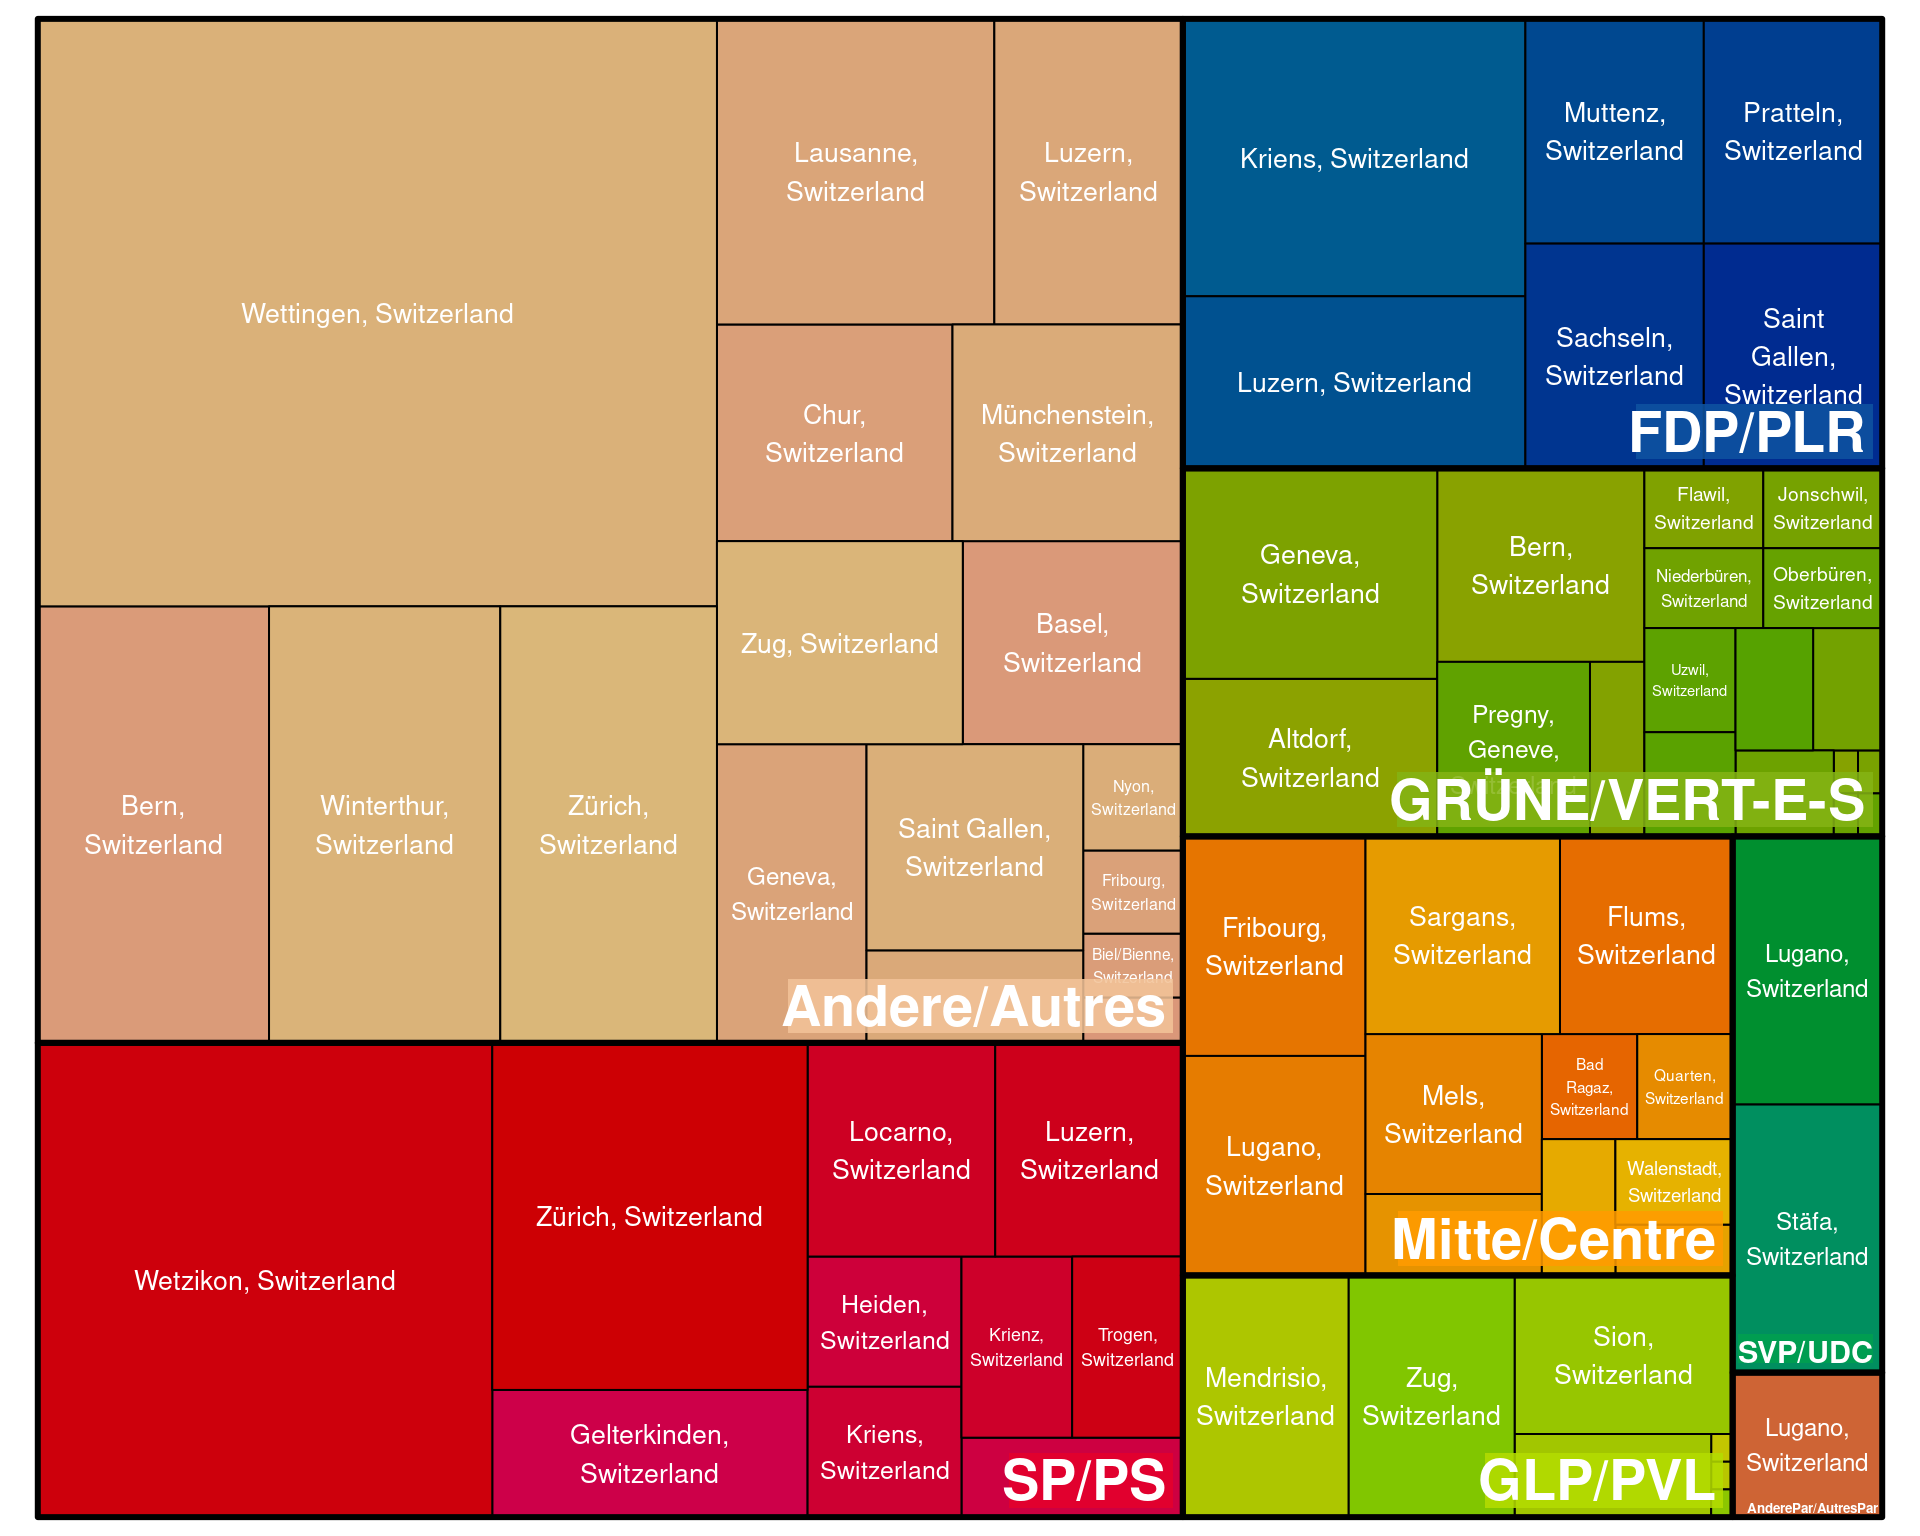 Wettingen, Switzerland
Lausanne,
Switzerland
Luzern,
Switzerland
Chur,
Switzerland
Münchenstein,
Switzerland
Zug, Switzerland
Basel,
Switzerland
Bern,
Switzerland
Winterthur,
Switzerland
Zürich,
Switzerland
Geneva,
Switzerland
Saint Gallen,
Switzerland
Nyon,
Switzerland
Fribourg,
Switzerland
Biel/Bienne,
Switzerland
Andere/Autres
Wetzikon, Switzerland
Zürich, Switzerland
Gelterkinden,
Switzerland
Locarno,
Switzerland
Luzern,
Switzerland
Heiden,
Switzerland
Krienz,
Switzerland
Trogen,
Switzerland
Kriens,
Switzerland
SP/PS
Kriens, Switzerland
Muttenz,
Switzerland
Pratteln,
Switzerland
Luzern, Switzerland
Sachseln,
Switzerland
Saint
Gallen,
Switzerland
FDP/PLR
Geneva,
Switzerland
Bern,
Switzerland
Flawil,
Switzerland
Jonschwil,
Switzerland
Niederbüren,
Switzerland
Oberbüren,
Switzerland
Uzwil,
Switzerland
Altdorf,
Switzerland
Pregny,
Geneve,
Switzerland
GRÜNE/VERT-E-S
Fribourg,
Switzerland
Sargans,
Switzerland
Flums,
Switzerland
Lugano,
Switzerland
Mels,
Switzerland
Bad
Ragaz,
Switzerland
Quarten,
Switzerland
Walenstadt,
Switzerland
Mitte/Centre
Lugano,
Switzerland
Stäfa,
Switzerland
SVP/UDC
Mendrisio,
Switzerland
Zug,
Switzerland
Sion,
Switzerland
GLP/PVL
Lugano,
Switzerland
AnderePar/AutresPar